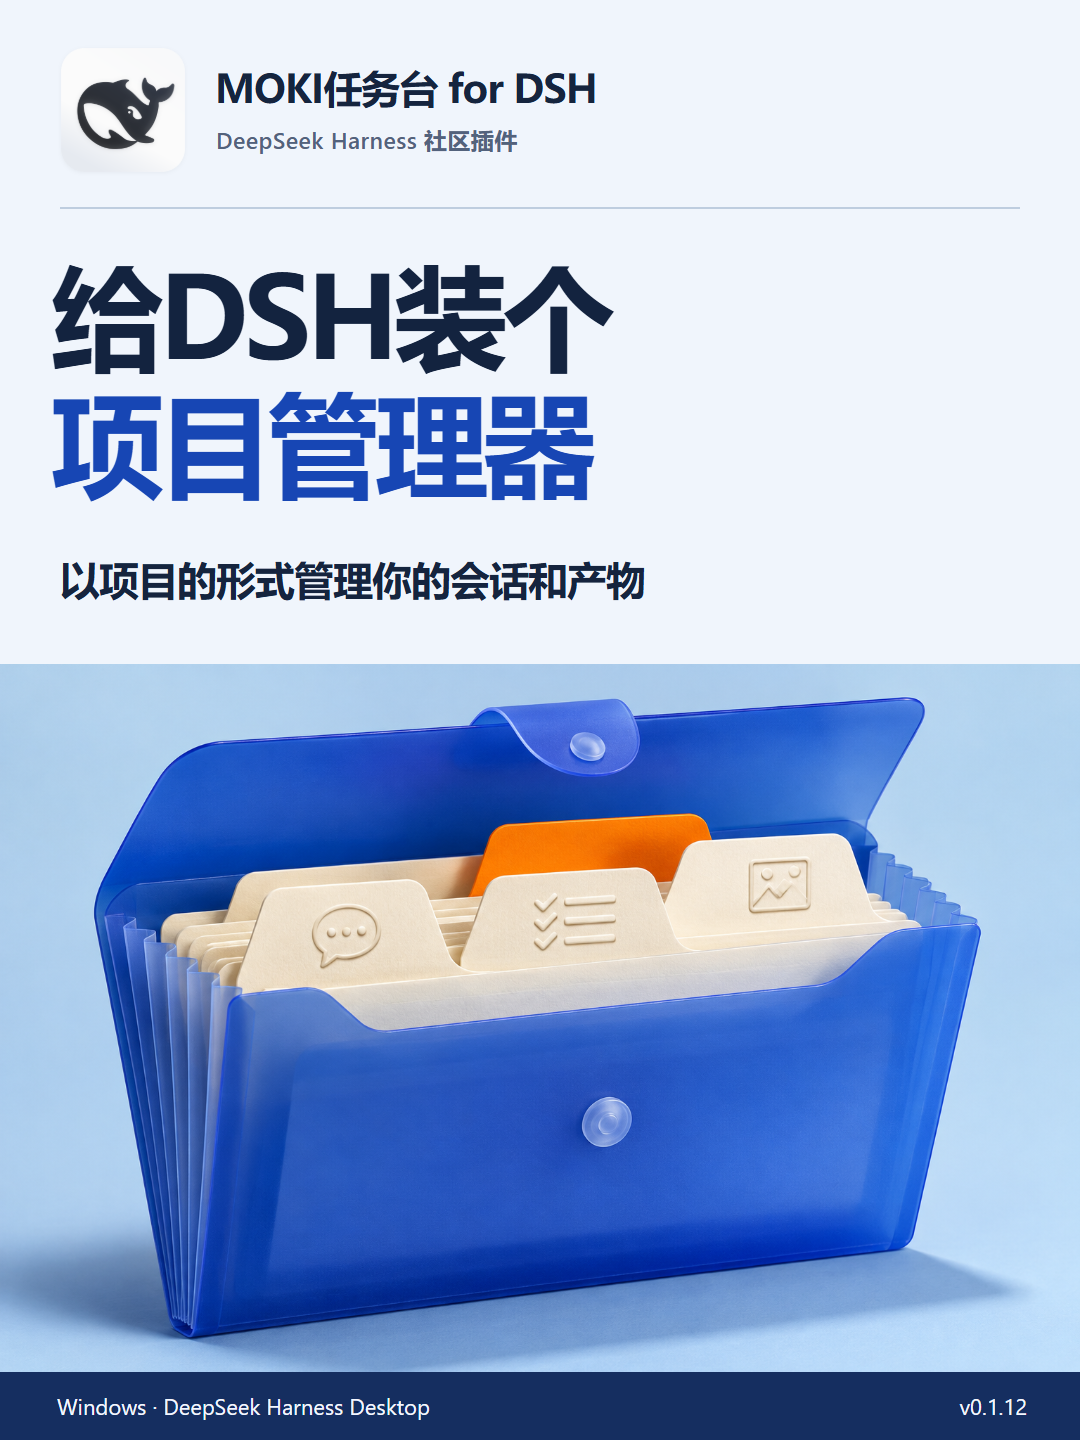 MOKI任务台 for DSH
DeepSeek Harness 社区插件
给DSH装个
项目管理器
以项目的形式管理你的会话和产物
Windows · DeepSeek Harness Desktop
v0.1.12